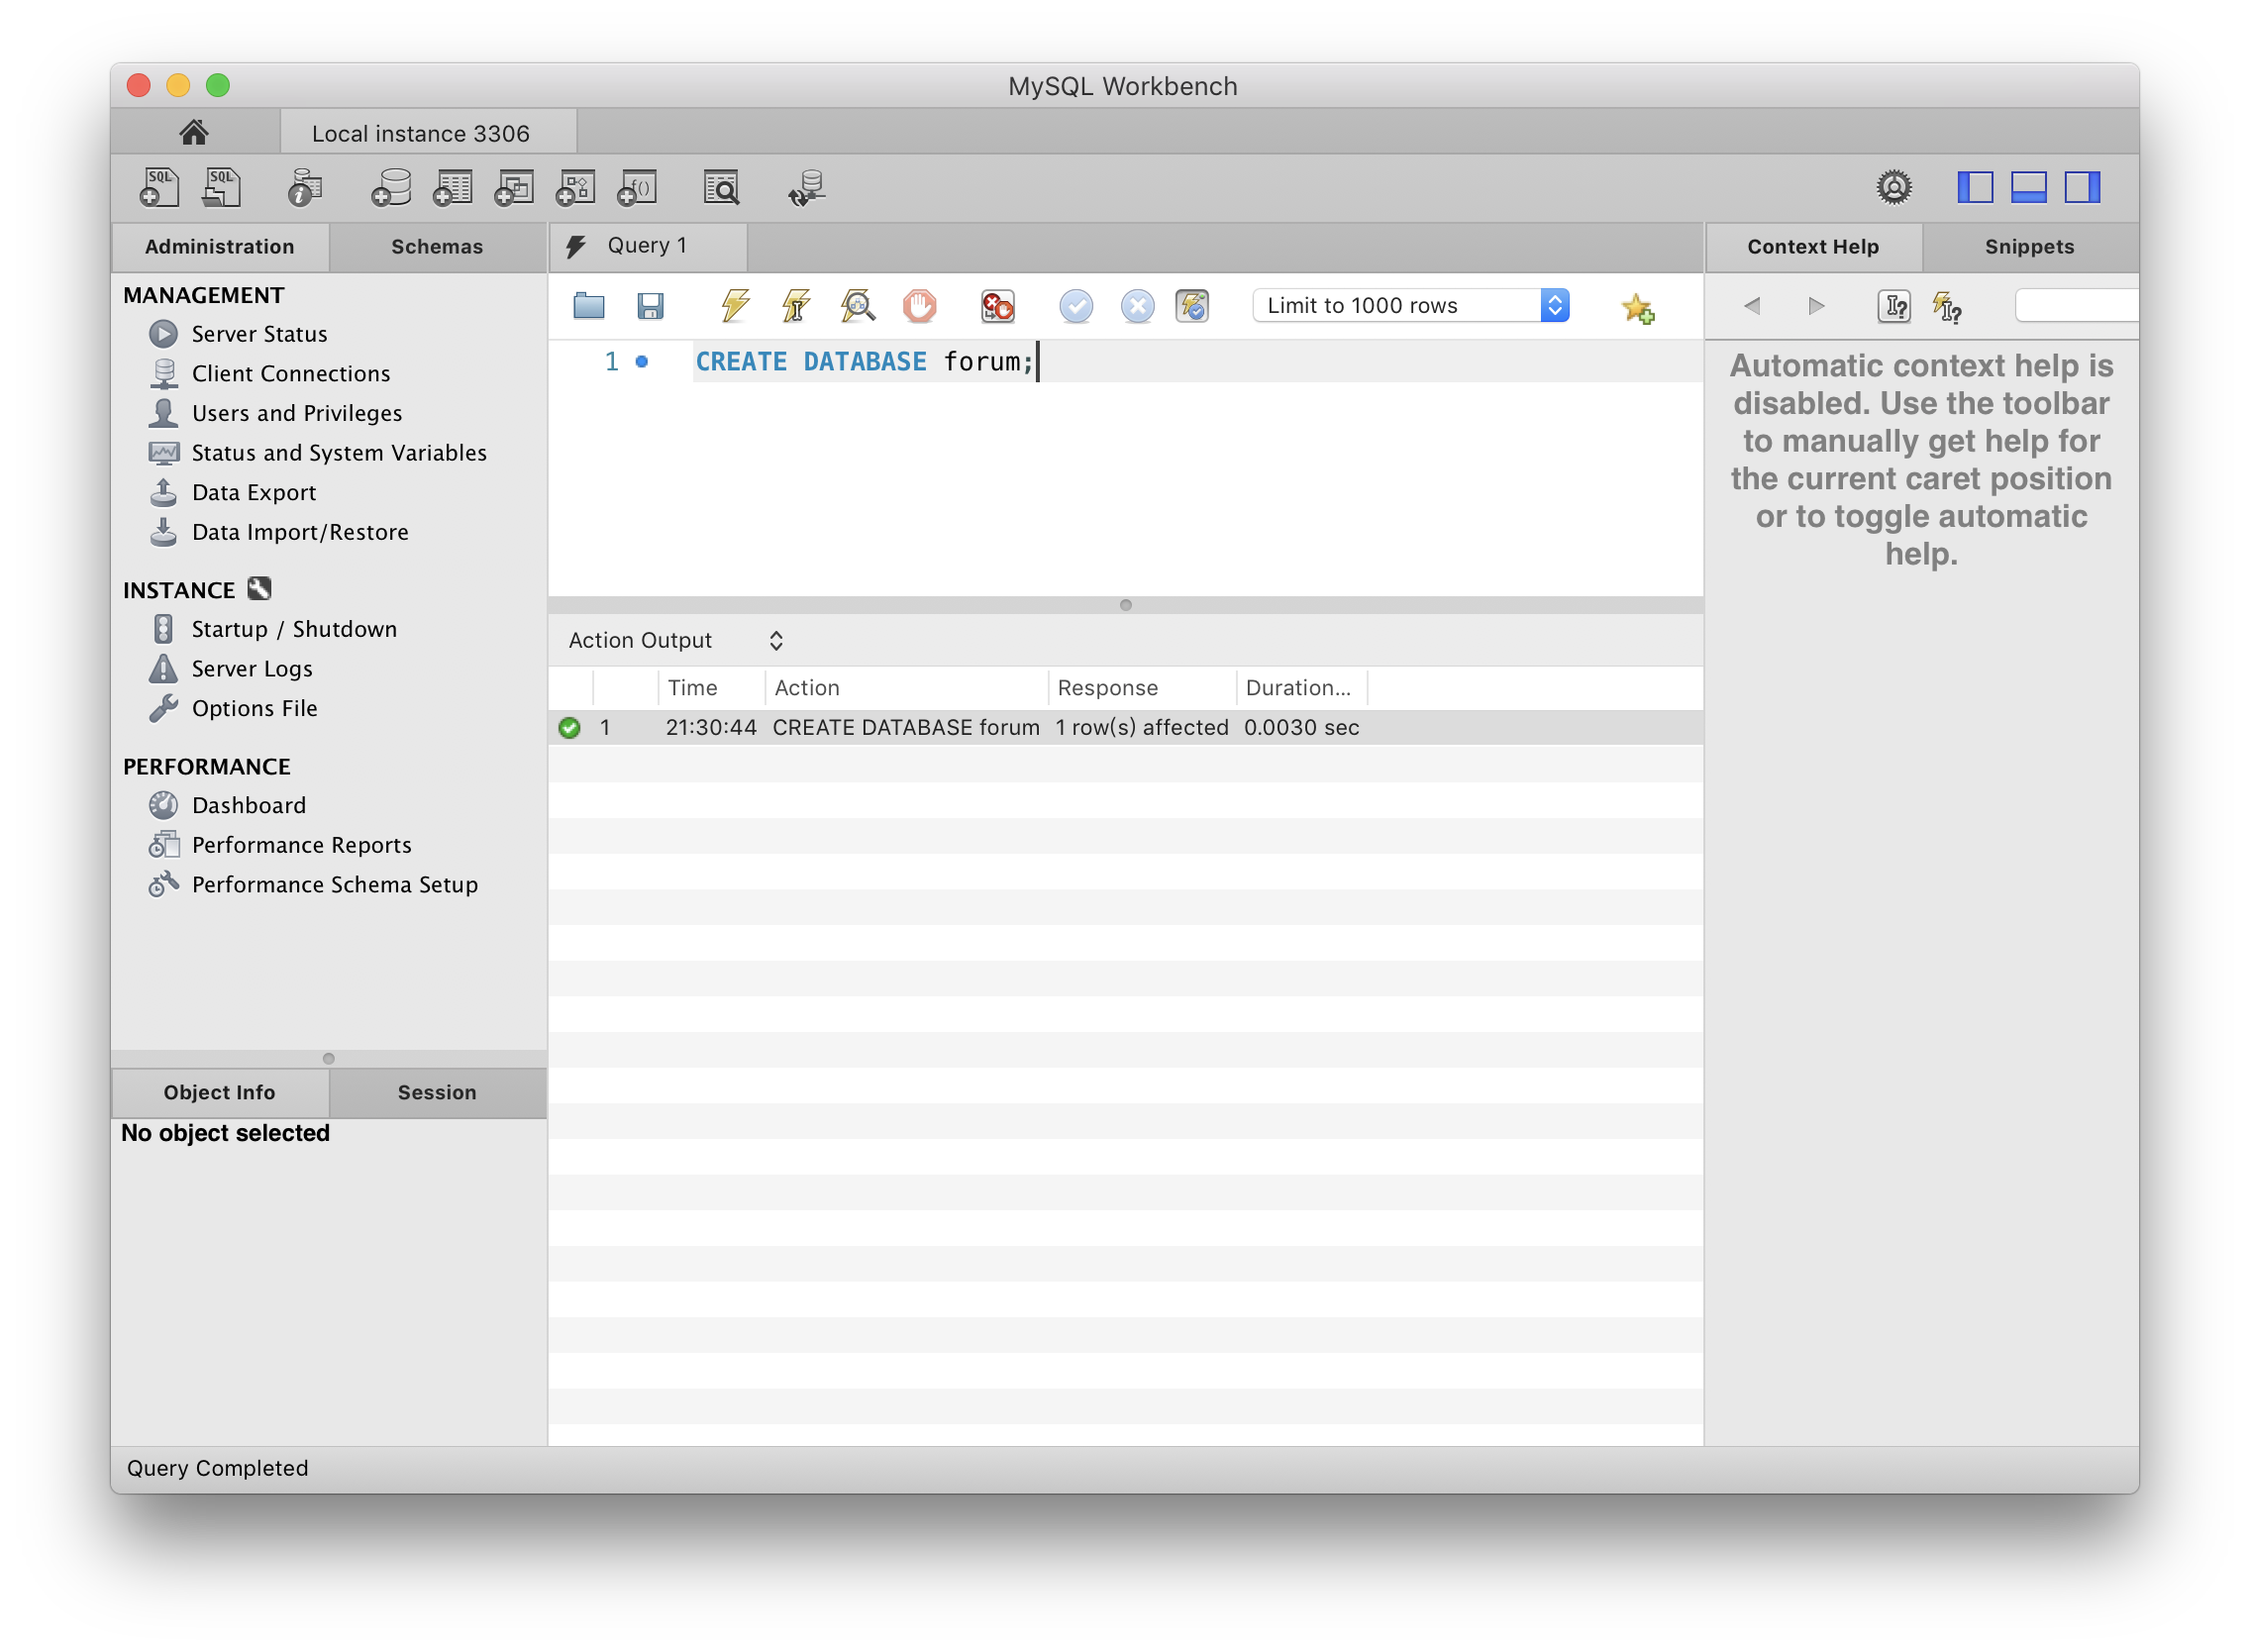 MySQL Workbench
Local instance 3306
SQL
SQL
i
f()
Administration
Schemas
Query 1
Context Help
Snippets
MANAGEMENT
Server Status
Client Connections
Users and Privileges
Status and System Variables
Data Export
Data Import/Restore
INSTANCE
Startup / Shutdown
Server Logs
Options File
PERFORMANCE
Dashboard
Performance Reports
Performance Schema Setup
Object Info
Session
No object selected
Limit to 1000 rows
1 CREATE DATABASE forum;
Action Output
Time Action Response Duration...
1 21:30:44 CREATE DATABASE forum 1 row(s) affected 0.0030 sec
I?
I?
Automatic context help is
disabled. Use the toolbar
to manually get help for
the current caret position
or to toggle automatic
help.
Query Completed